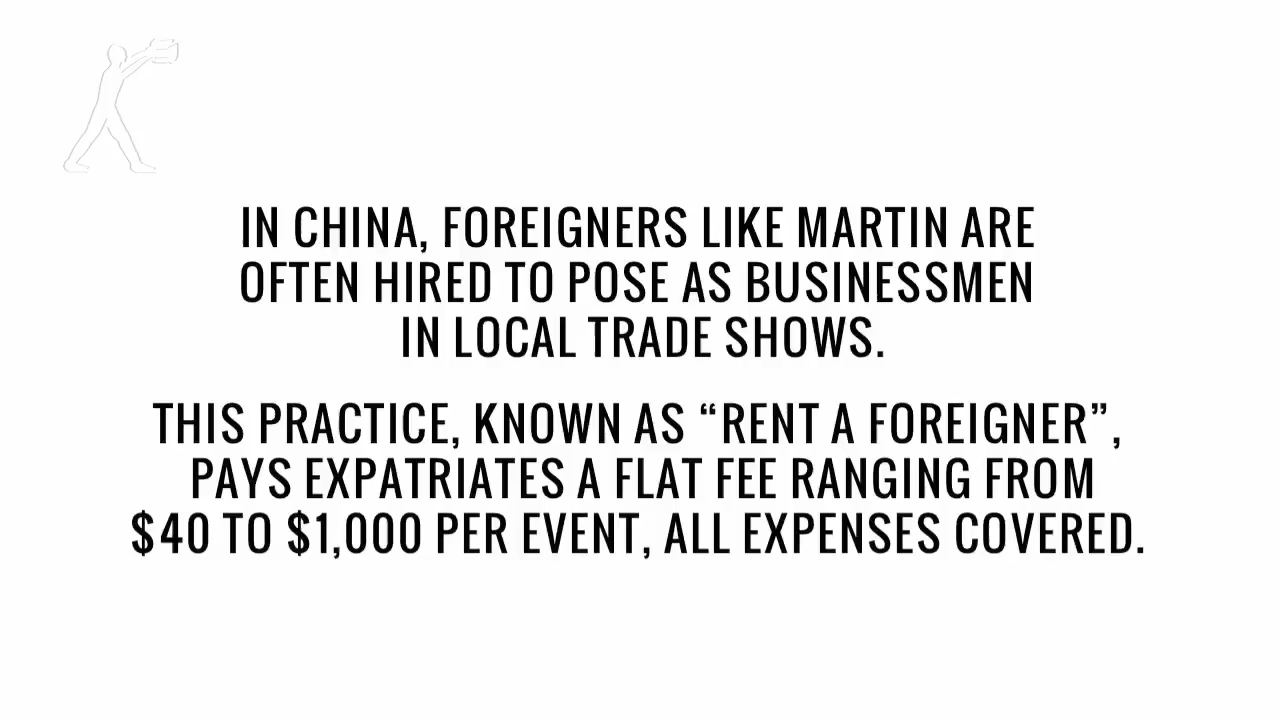 IN CHINA, FOREIGNERS LIKE MARTIN ARE
OFTEN HIRED TO POSE AS BUSINESSMEN
IN LOCAL TRADE SHOWS.
THIS PRACTICE, KNOWN AS “RENT A FOREIGNER”,
PAYS EXPATRIATES A FLAT FEE RANGING FROM
$40 TO $1,000 PER EVENT, ALL EXPENSES COVERED.